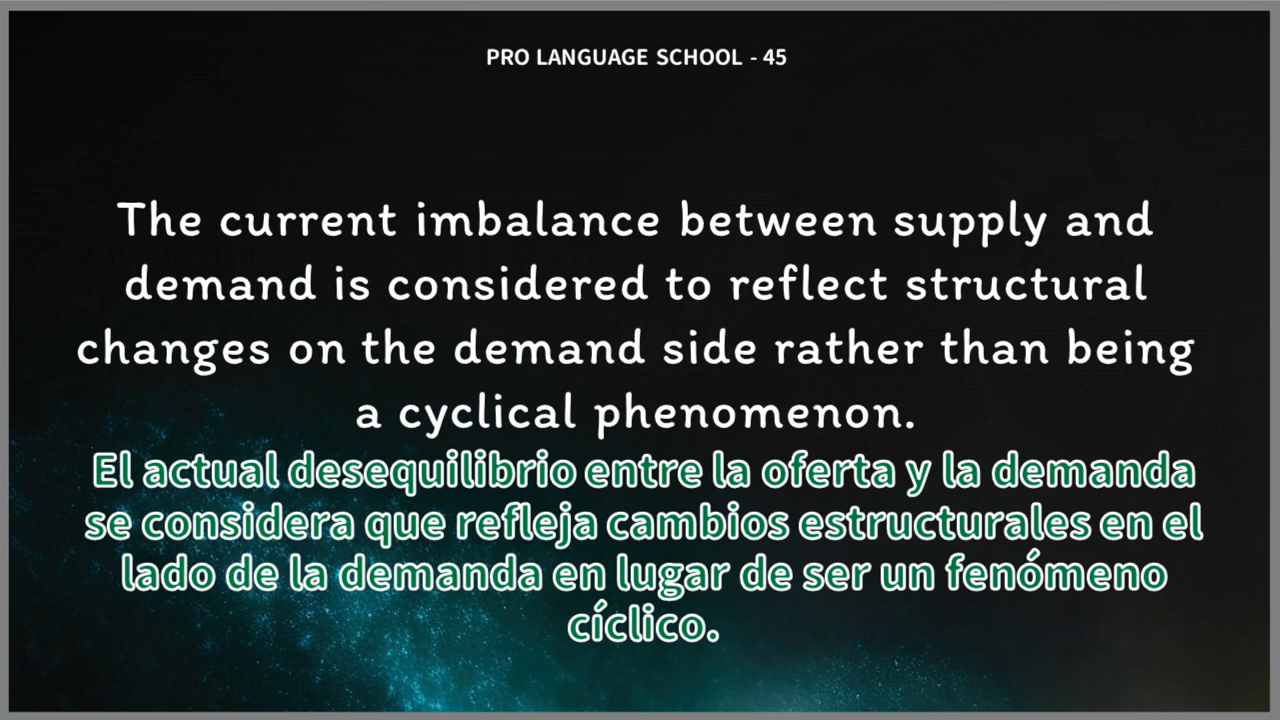 PRO LANGUAGE SCHOOL - 45
The current imbalance between supply and
demand is considered to reflect structural
changes on the demand side rather than being
a cyclical phenomenon.
El actual desequilibrio entre la oferta y la demanda
se considera que refleja cambios estructurales en el
lado de la demanda en lugar de ser un fenómeno
cíclico.